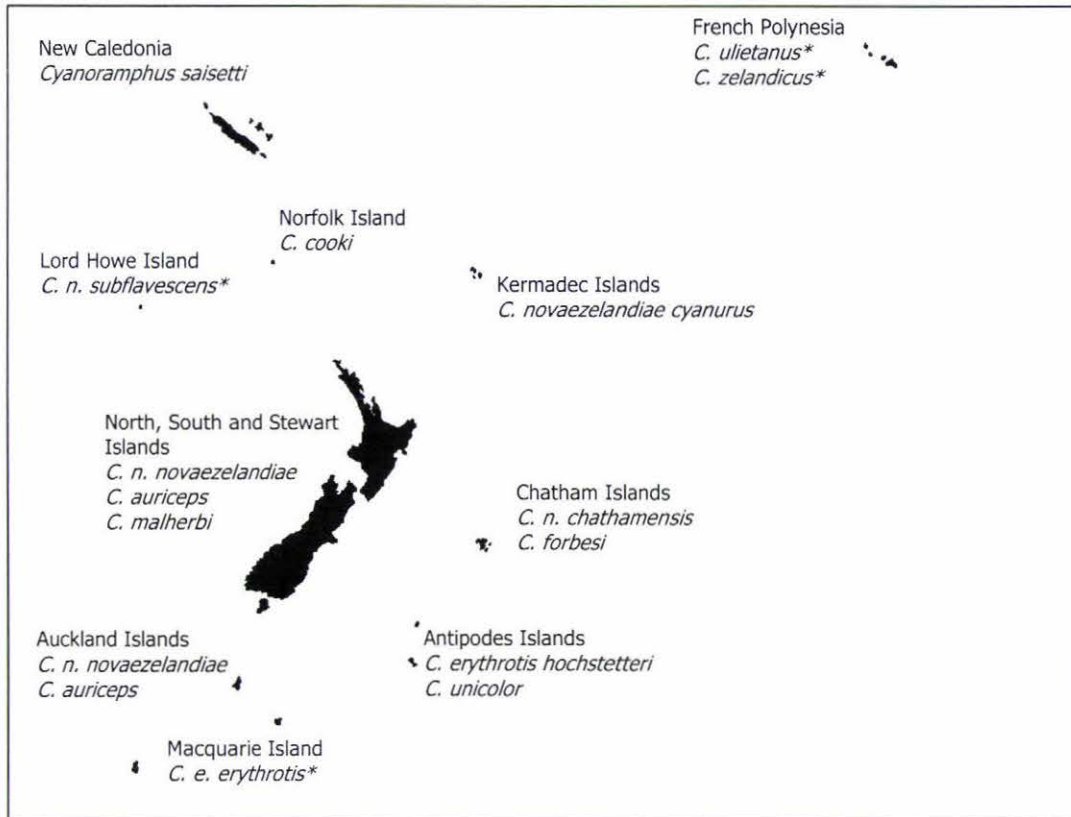 New Caledonia
Cyanoramphus saisetti
French Polynesia
C. ulietanus*
C. zelandicus*
Norfolk Island
C. cooki
Lord Howe Island
C. n. subflavescens*
Kermadec Islands
C. novaezelandiae cyanurus
North, South and Stewart
Islands
C. n. novaezelandiae
C. auriceps
C. malherbi
Chatham Islands
C. n. chathamensis
C. forbesi
Auckland Islands
C. n. novaezelandiae
C. auriceps
Antipodes Islands
C. erythrotis hochstetteri
C. unicolor
Macquarie Island
C. e. erythrotis*